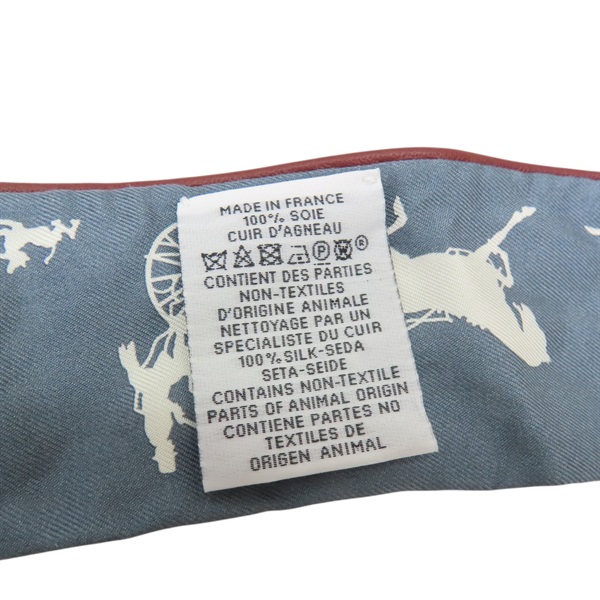 MADE IN FRANCE
100% SOIE
CUIR D'AGNEAU
P W ®
CONTIENT DES PARTIES
NON-TEXTILES
D'ORIGINE ANIMALE
NETTOYAGE PAR UN
SPECIALISTE DU CUIR
100% SILK-SEDA
SETA-SEIDE
CONTAINS NON-TEXTILE
PARTS OF ANIMAL ORIGIN
CONTIENE PARTES NO
TEXTILES DE
ORIGEN ANIMAL